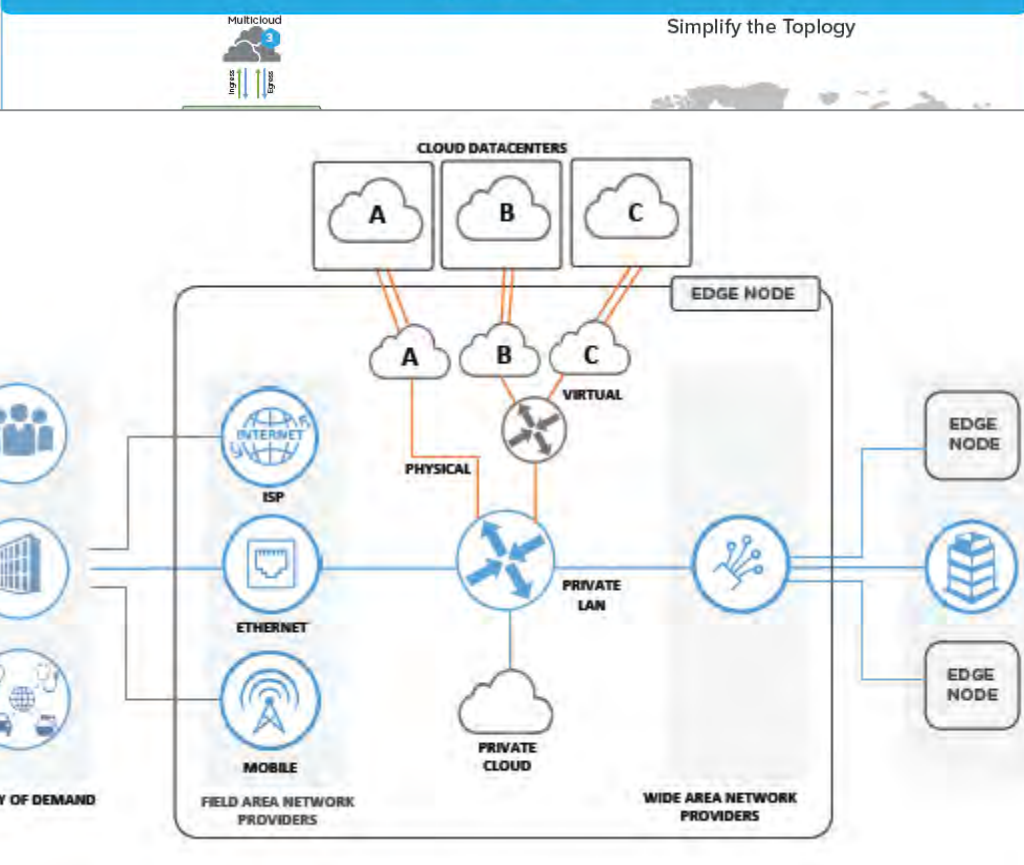 Multicloud
3
Simplify the Toplogy
Ingress
Egress
CLOUD DATACENTERS
A
B
C
EDGE NODE
A
B
C
VIRTUAL
INTERNET
PHYSICAL
ISP
EDGE
NODE
PRIVATE
LAN
ETHERNET
EDGE
NODE
PRIVATE
CLOUD
MOBILE
Y OF DEMAND
FIELD AREA NETWORK
PROVIDERS
WIDE AREA NETWORK
PROVIDERS